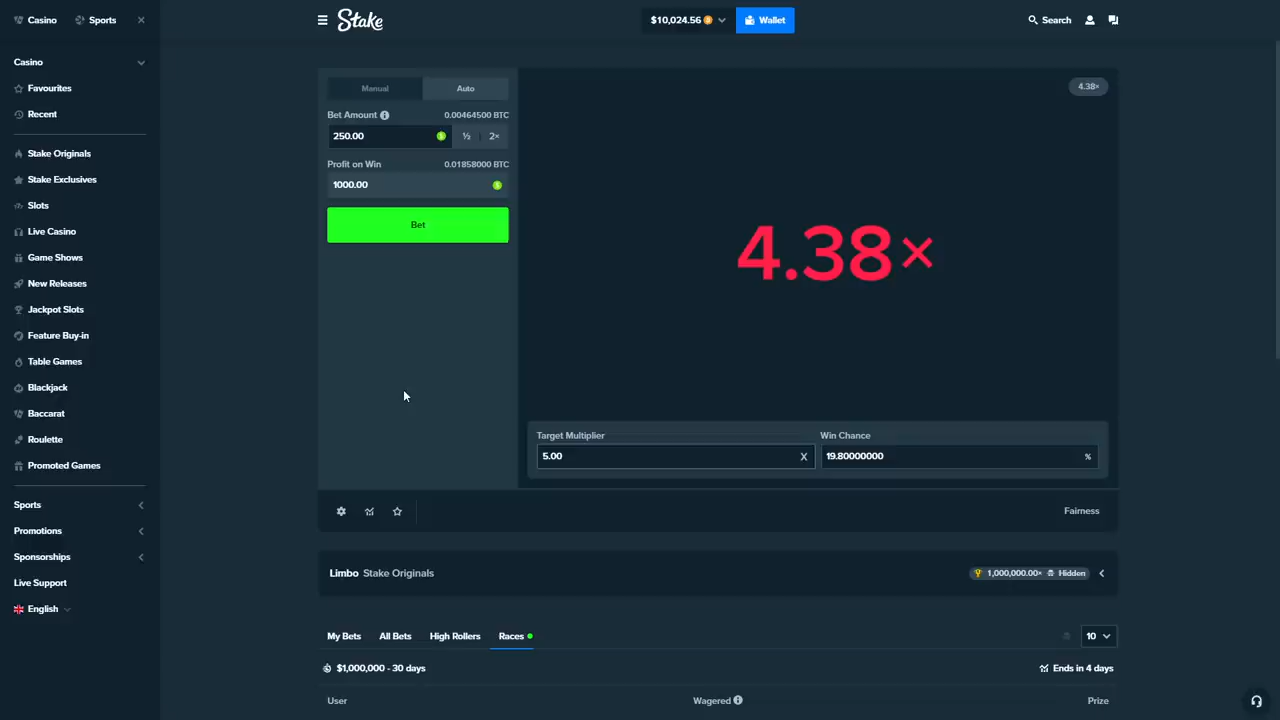 Casino
Sports
Stake
$10,024.56
Wallet
Search
Casino
Favourites
Recent
Stake Originals
Stake Exclusives
Slots
Live Casino
Game Shows
New Releases
Jackpot Slots
Feature Buy-in
Table Games
Blackjack
Baccarat
Roulette
Promoted Games
Sports
Promotions
Sponsorships
Live Support
English
Manual
Auto
Bet Amount 0.00464500 BTC
250.00 ½ 2×
Profit on Win 0.01858000 BTC
1000.00
Bet
4.38×
4.38×
Target Multiplier
5.00 X
Win Chance
19.80000000 %
Fairness
Limbo Stake Originals
1,000,000.00× Hidden
My Bets
All Bets
High Rollers
Races
10
$1,000,000 - 30 days
Ends in 4 days
User
Wagered
Prize